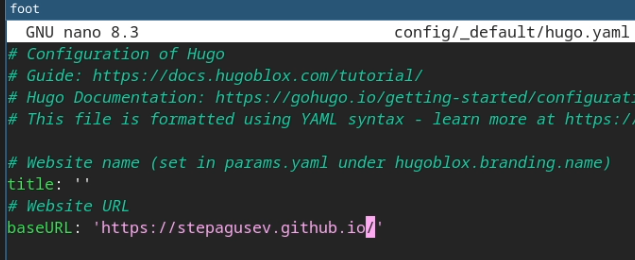 foot
GNU nano 8.3 config/_default/hugo.yaml
# Configuration of Hugo
# Guide: https://docs.hugoblox.com/tutorial/
# Hugo Documentation: https://gohugo.io/getting-started/configurati
# This file is formatted using YAML syntax - learn more at https:/
# Website name (set in params.yaml under hugoblox.branding.name)
title: ''
# Website URL
baseURL: 'https://stepagusev.github.io/'